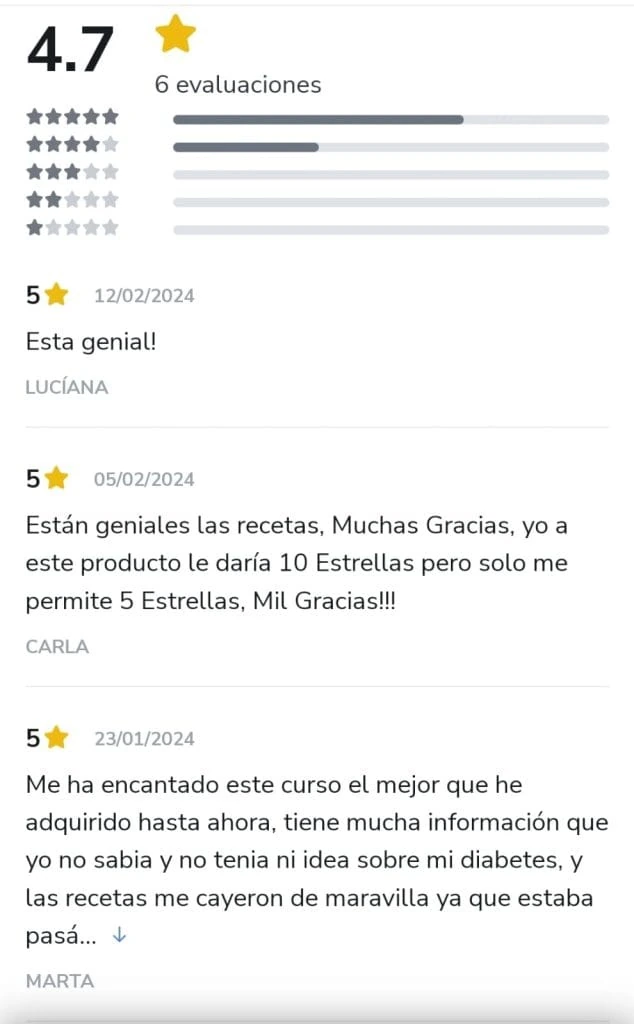 4.7
6 evaluaciones
5 12/02/2024
Esta genial!
LUCÍANA
5 05/02/2024
Están geniales las recetas, Muchas Gracias, yo a
este producto le daría 10 Estrellas pero solo me
permite 5 Estrellas, Mil Gracias!!!
CARLA
5 23/01/2024
Me ha encantado este curso el mejor que he
adquirido hasta ahora, tiene mucha información que
yo no sabia y no tenia ni idea sobre mi diabetes, y
las recetas me cayeron de maravilla ya que estaba
pasá...
MARTA